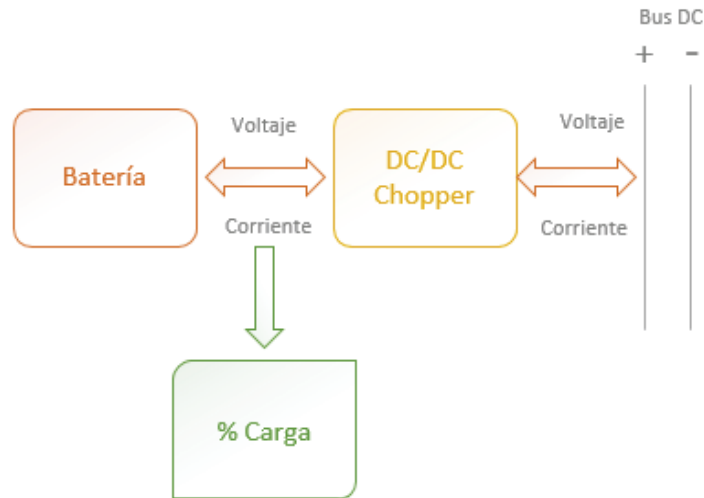 Bus DC
+ -
Voltaje
Voltaje
Batería
DC/DC
Chopper
Corriente
Corriente
% Carga